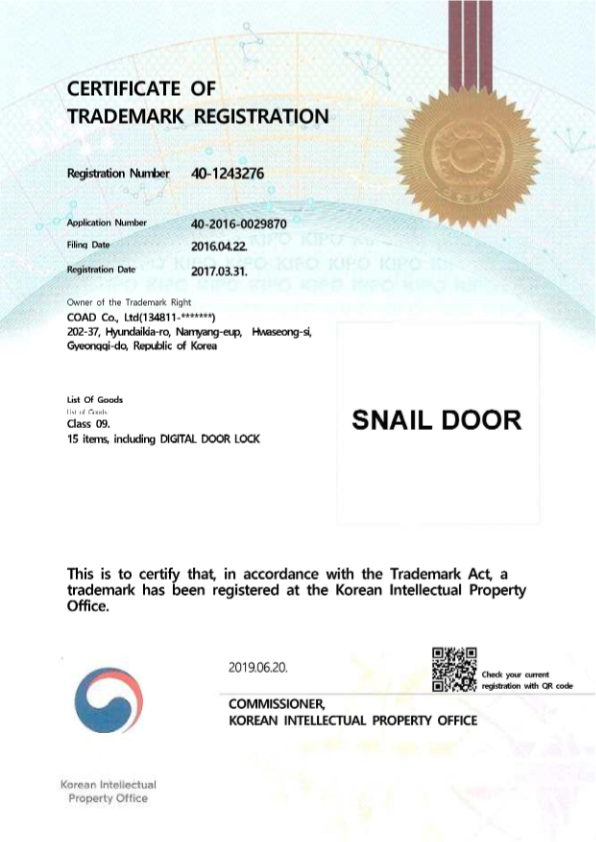 CERTIFICATE OF
TRADEMARK REGISTRATION
Registration Number 40-1243276
Application Number 40-2016-0029870
Filing Date 2016.04.22.
Registration Date 2017.03.31.
Owner of the Trademark Right
COAD Co., Ltd(134811-*******)
202-37, Hyundaikia-ro, Namyang-eup, Hwaseong-si,
Gyeonggi-do, Republic of Korea
List Of Goods
List of Goods
Class 09.
15 items, including DIGITAL DOOR LOCK
SNAIL DOOR
This is to certify that, in accordance with the Trademark Act, a
trademark has been registered at the Korean Intellectual Property
Office.
2019.06.20.
Check your current
registration with QR code
COMMISSIONER,
KOREAN INTELLECTUAL PROPERTY OFFICE
Korean Intellectual
Property Office
KIPO KIPO KIPO
KIPO KIPO KIPO KIPO KIPO